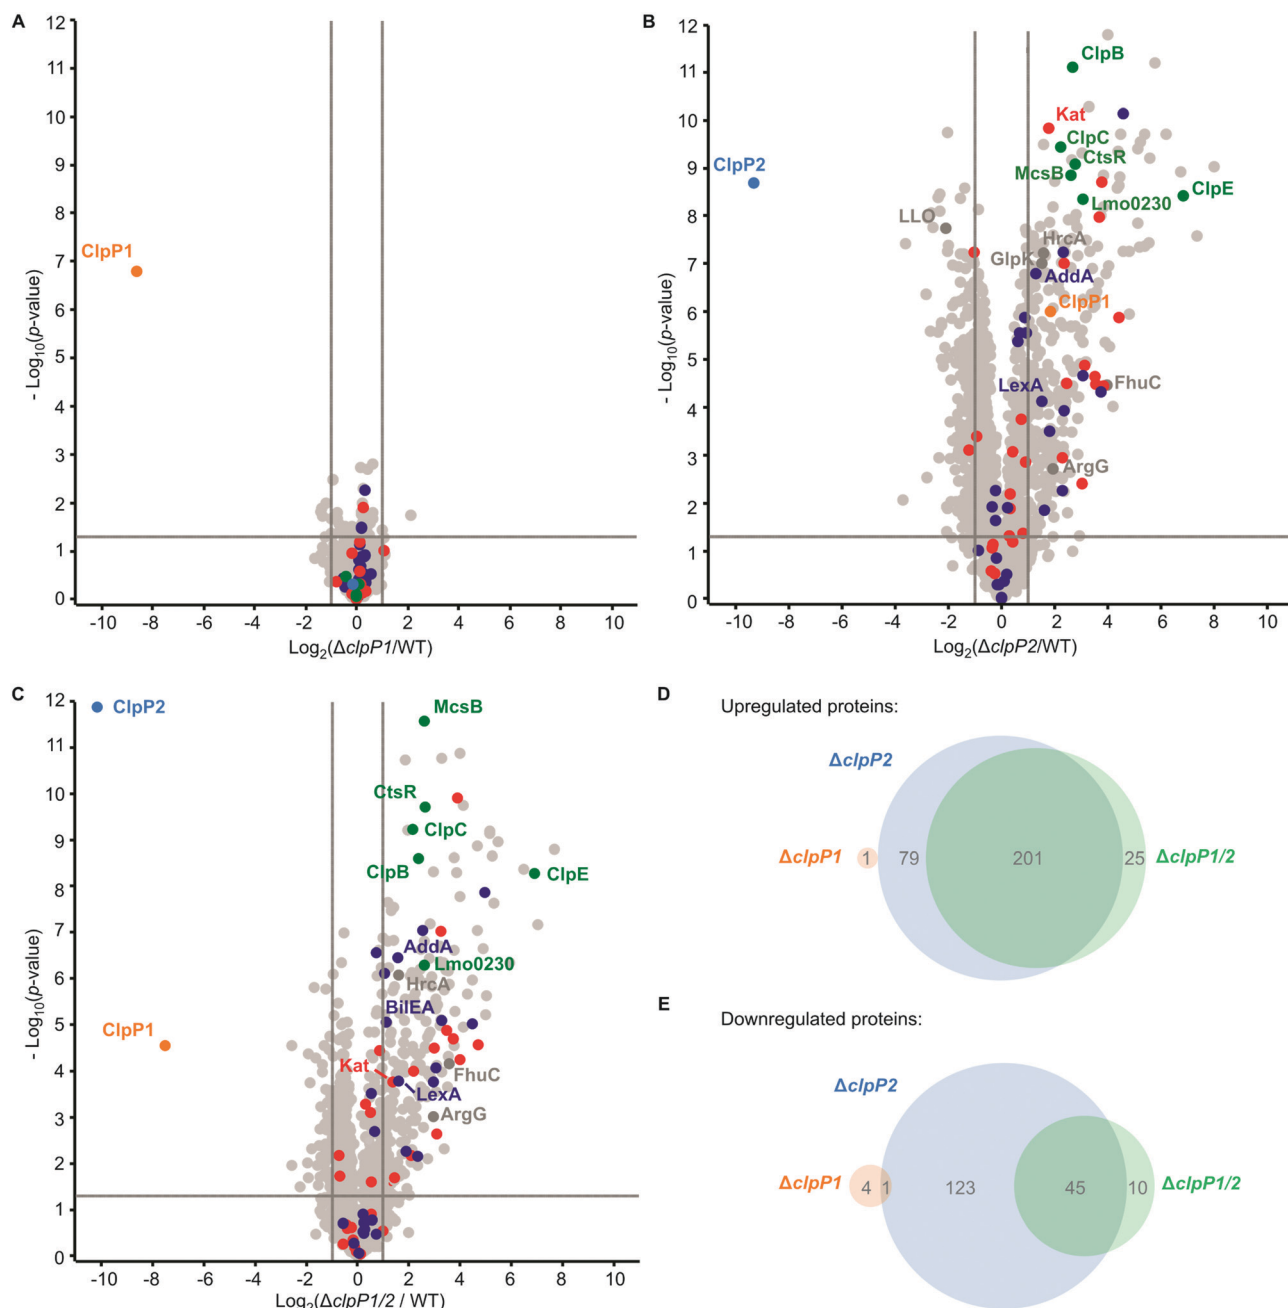 A
12
11
10
9
8
7
6
5
4
3
2
1
0
- Log10(p-value)
ClpP1
-10
-8
-6
-4
-2
0
2
4
6
8
10
Log2(ΔclpP1/WT)
B
12
11
10
9
8
7
6
5
4
3
2
1
0
- Log10(p-value)
ClpB
Kat
ClpC
CtsR
ClpP2
McsB
ClpE
Lmo0230
LLO
HrcA
GlpK
AddA
ClpP1
LexA
FhuC
ArgG
-10
-8
-6
-4
-2
0
2
4
6
8
10
Log2(ΔclpP2/WT)
C
12
11
10
9
8
7
6
5
4
3
2
1
0
- Log10(p-value)
ClpP2
McsB
CtsR
ClpC
ClpB
ClpE
AddA
Lmo0230
HrcA
BilEA
ClpP1
Kat
FhuC
LexA
ArgG
-10
-8
-6
-4
-2
0
2
4
6
8
10
Log2(ΔclpP1/2 / WT)
D
Upregulated proteins:
ΔclpP2
ΔclpP1
1
79
201
25
ΔclpP1/2
E
Downregulated proteins:
ΔclpP2
ΔclpP1
4
1
123
45
10
ΔclpP1/2